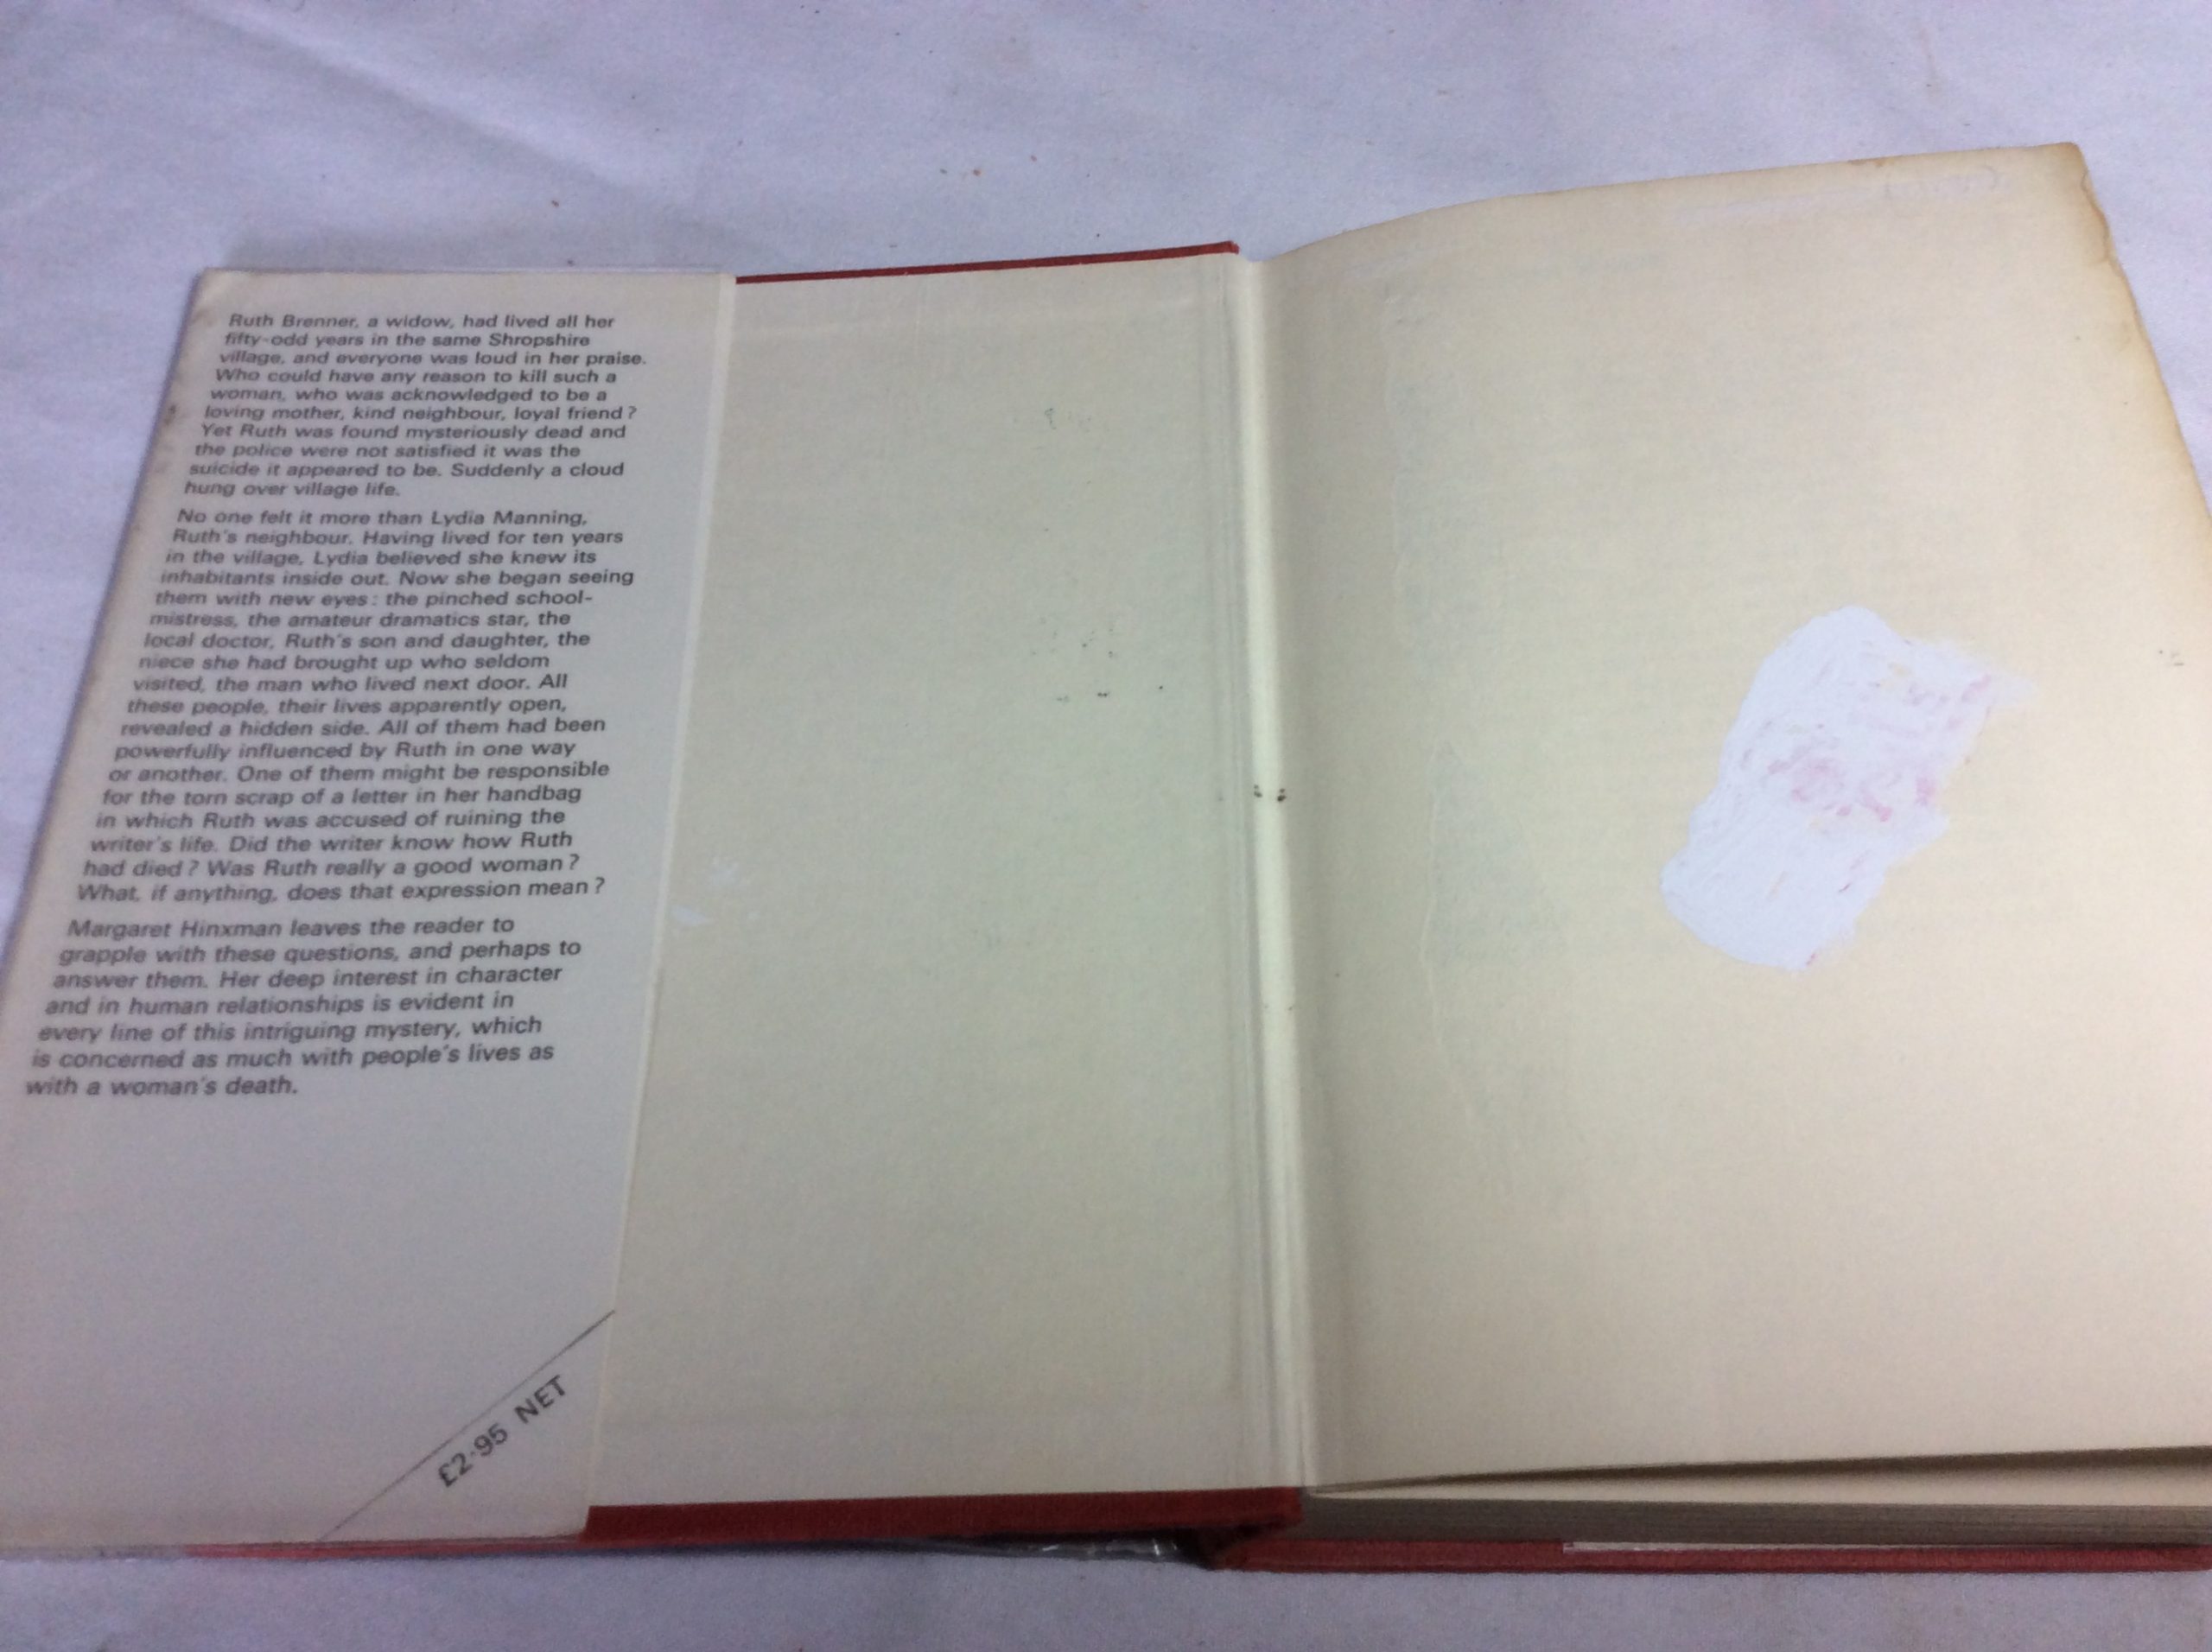 Ruth Brenner, a widow, had lived all her
fifty-odd years in the same Shropshire
village, and everyone was loud in her praise.
Who could have any reason to kill such a
woman, who was acknowledged to be a
loving mother, kind neighbour, loyal friend?
Yet Ruth was found mysteriously dead and
the police were not satisfied it was the
suicide it appeared to be. Suddenly a cloud
hung over village life.
No one felt it more than Lydia Manning,
Ruth's neighbour. Having lived for ten years
in the village, Lydia believed she knew its
inhabitants inside out. Now she began seeing
them with new eyes: the pinched school-
mistress, the amateur dramatics star, the
local doctor, Ruth's son and daughter, the
niece she had brought up who seldom
visited, the man who lived next door. All
these people, their lives apparently open,
revealed a hidden side. All of them had been
powerfully influenced by Ruth in one way
or another. One of them might be responsible
for the torn scrap of a letter in her handbag
in which Ruth was accused of ruining the
writer's life. Did the writer know how Ruth
had died? Was Ruth really a good woman?
What, if anything, does that expression mean?
Margaret Hinxman leaves the reader to
grapple with these questions, and perhaps to
answer them. Her deep interest in character
and in human relationships is evident in
every line of this intriguing mystery, which
is concerned as much with people's lives as
with a woman's death.
£2·95 NET